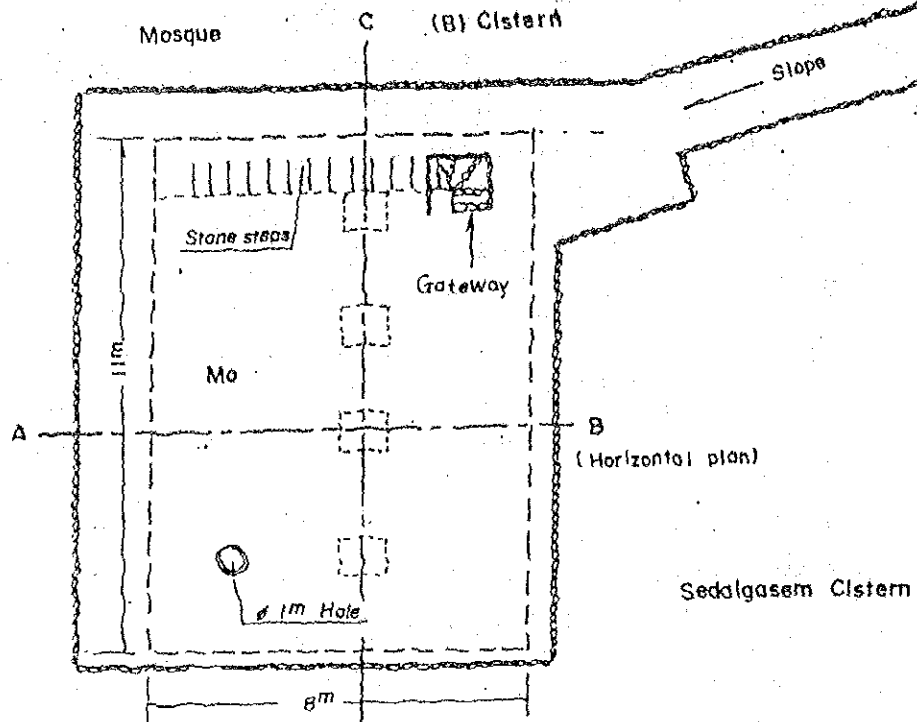 Mosque
C
(B) Cistern
Slope
Stone steps
Gateway
11m
Mo
A
B
(Horizontal plan)
ø 1m Hole
Sedalgasem Cistern
8m